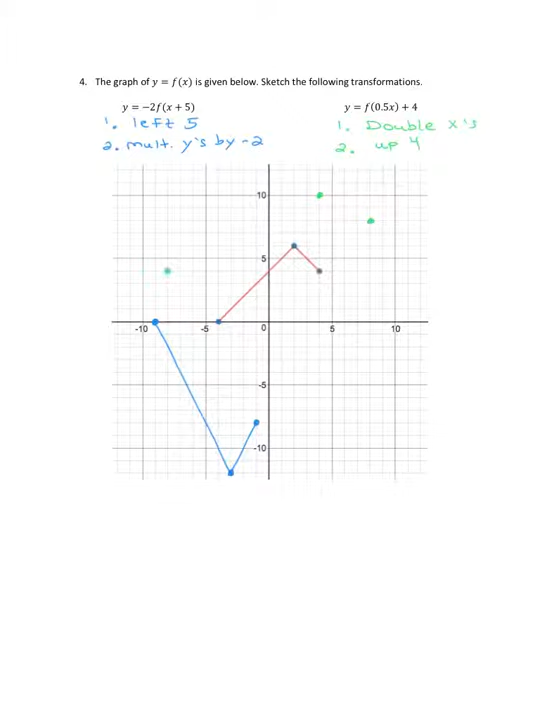 4. The graph of y = f(x) is given below. Sketch the following transformations.
y = −2f(x + 5)
y = f(0.5x) + 4
1. left 5
2. mult. y's by -2
1. Double x's
2. up 4
10
5
-10 -5 0 5 10
-5
-10